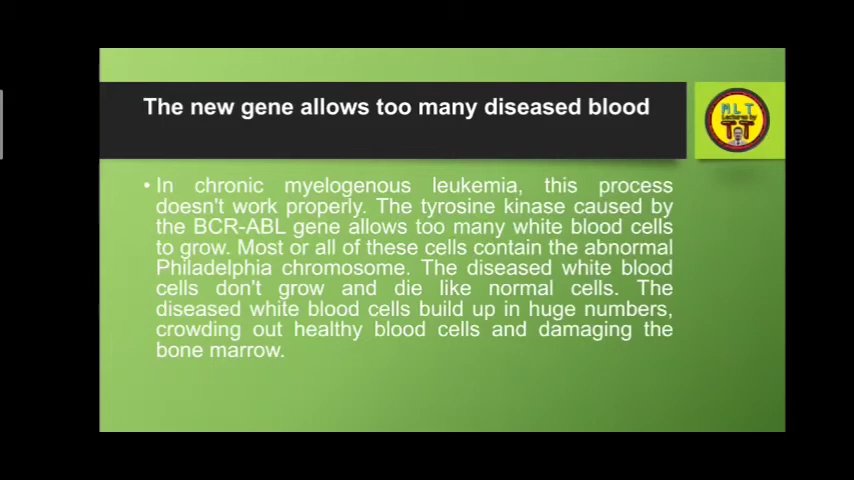 The new gene allows too many diseased blood
MLT
Lectures by
TT
• In chronic myelogenous leukemia, this process
doesn't work properly. The tyrosine kinase caused by
the BCR-ABL gene allows too many white blood cells
to grow. Most or all of these cells contain the abnormal
Philadelphia chromosome. The diseased white blood
cells don't grow and die like normal cells. The
diseased white blood cells build up in huge numbers,
crowding out healthy blood cells and damaging the
bone marrow.